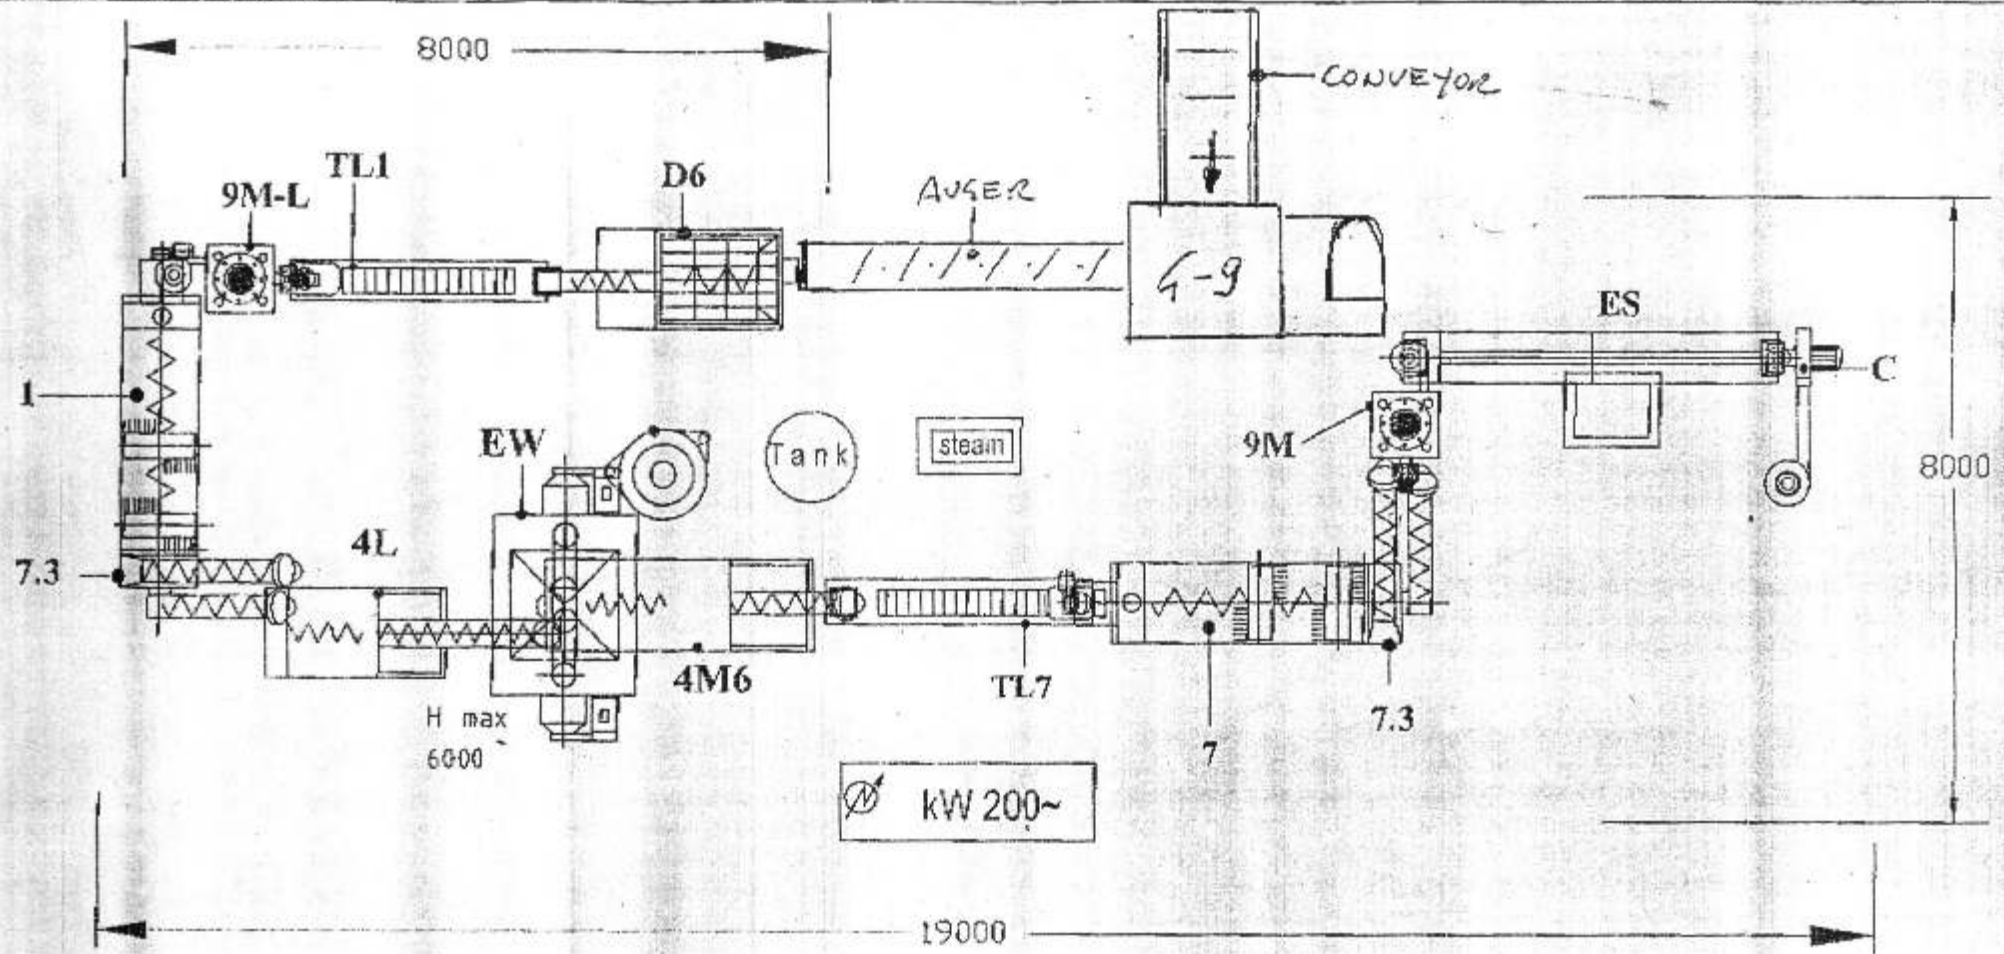 8000
CONVEYOR
TL1
D6
9M-L
AUGER
G-9
ES
1
C
EW
Tank
steam
9M
8000
4L
7.3
4M6
TL7
7.3
H max
6000
7
kW 200~
19000